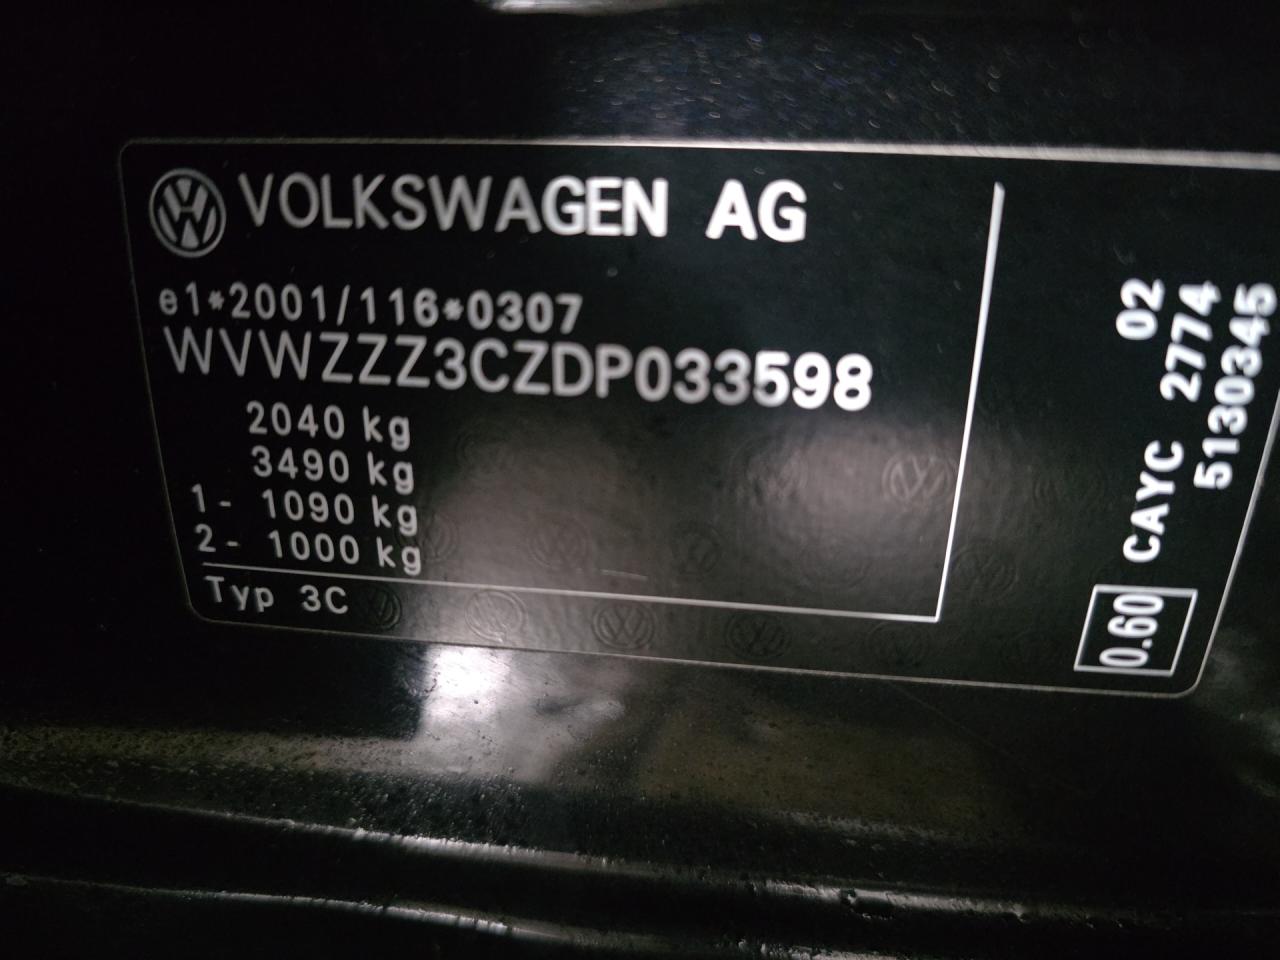 VOLKSWAGEN AG
e1*2001/116*0307
WVWZZZ3CZDP033598
2040 kg
3490 kg
1- 1090 kg
2- 1000 kg
Typ 3C
02
CAYC 2774
5130345
0.60